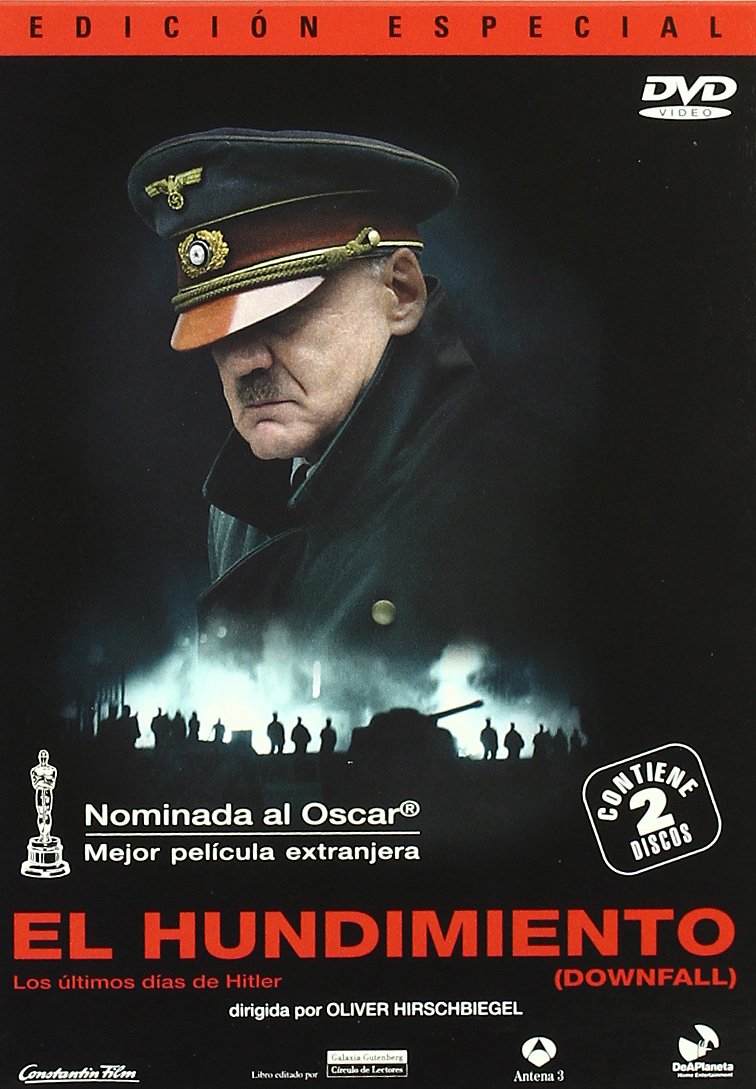 EDICIÓN ESPECIAL
DVD
VIDEO
Nominada al Oscar®
Mejor película extranjera
CONTIENE
2
DISCOS
EL HUNDIMIENTO
Los últimos días de Hitler
(DOWNFALL)
dirigida por OLIVER HIRSCHBIEGEL
Constantin Film
Libro editado por
Galaxia Gutenberg
Círculo de Lectores
Antena 3
DeAPlaneta
Home Entertainment